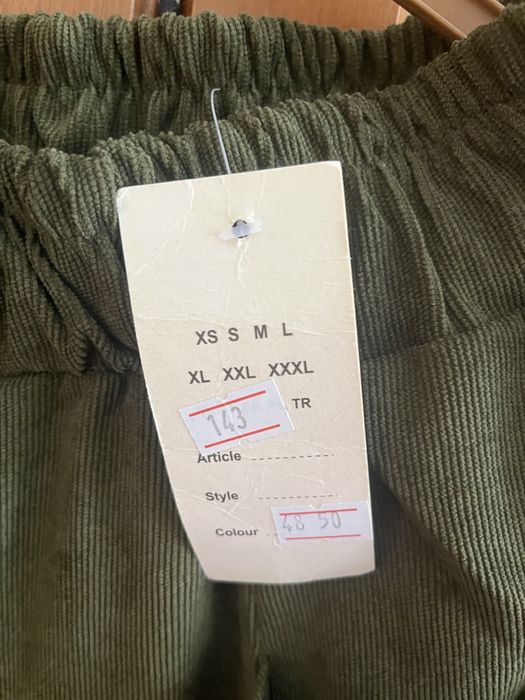 XS S M L
XL XXL XXXL
143 TR
Article
Style
48 50
Colour